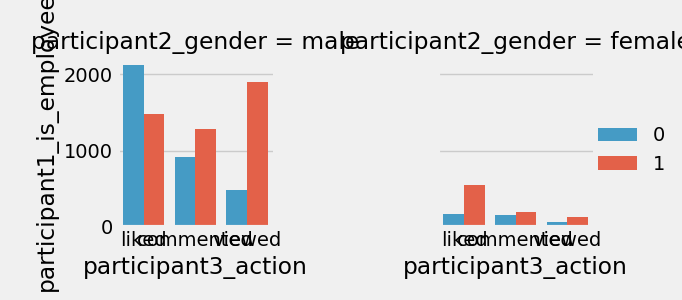 participant2_gender = male
participant2_gender = female
participant1_is_employee
2000
1000
0
liked
commented
viewed
liked
commented
viewed
participant3_action
participant3_action
0
1